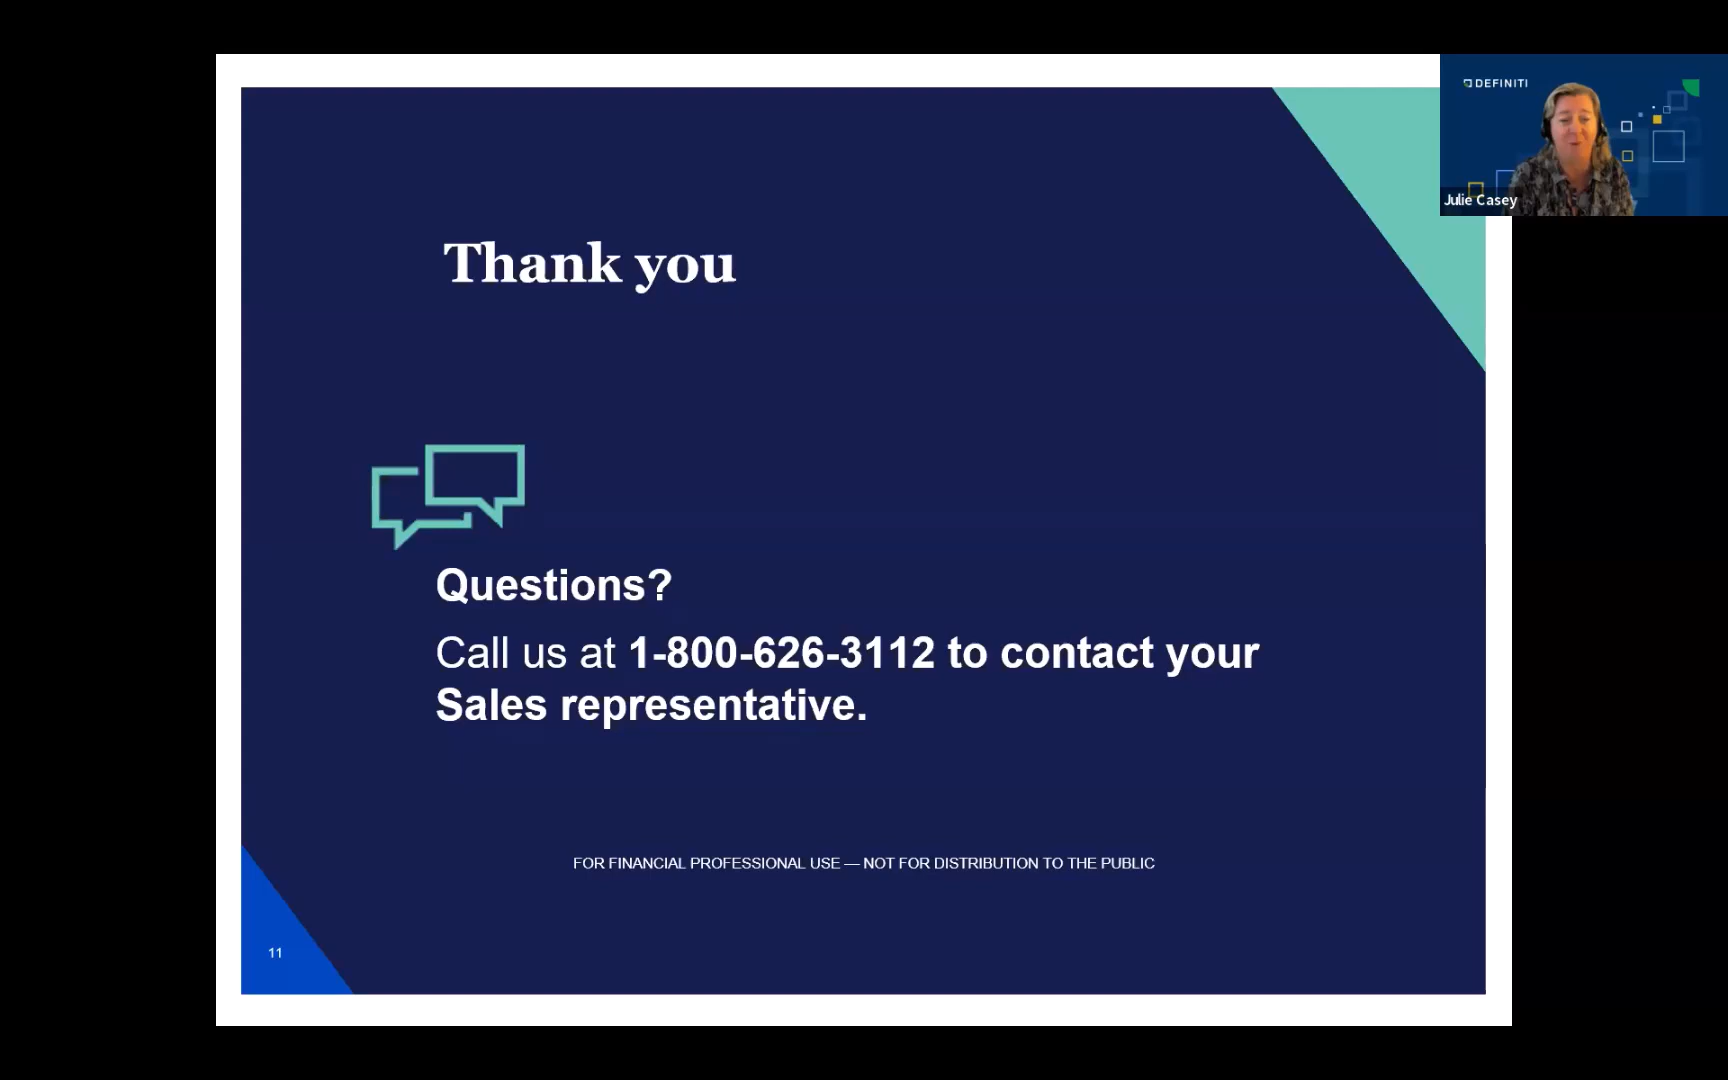 DEFINITI
Julie Casey
Thank you
Questions?
Call us at 1-800-626-3112 to contact your
Sales representative.
FOR FINANCIAL PROFESSIONAL USE — NOT FOR DISTRIBUTION TO THE PUBLIC
11